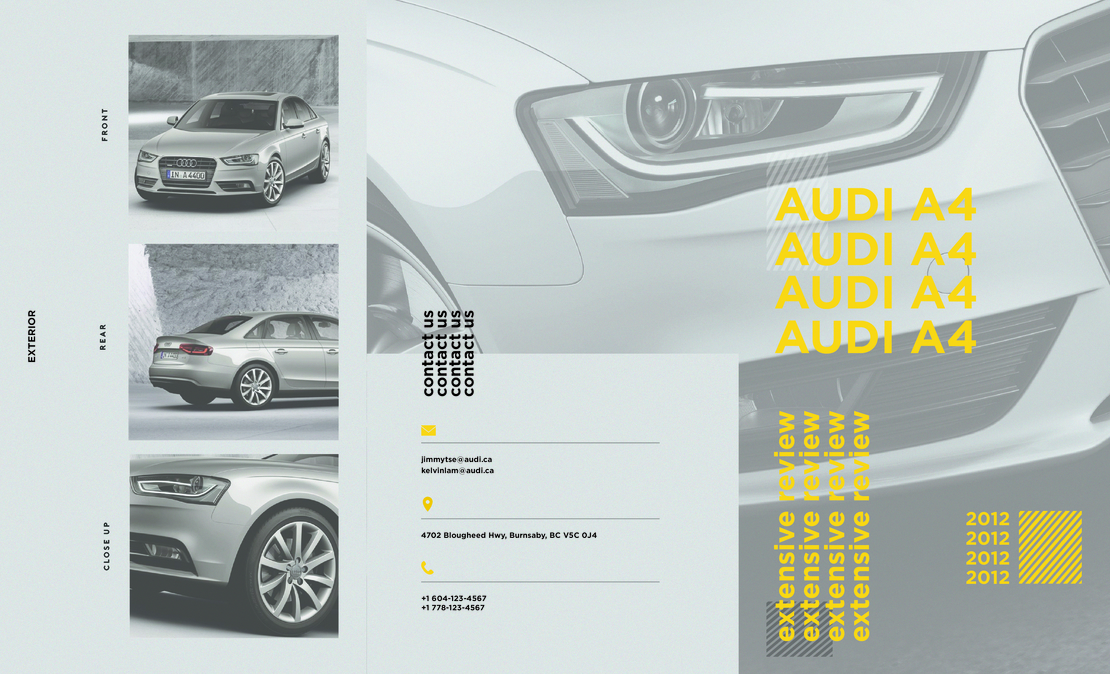 EXTERIOR
FRONT
IN A 4400
REAR
CLOSE UP
contact us
contact us
contact us
contact us
jimmytse@audi.ca
kelvinlam@audi.ca
4702 Blougheed Hwy, Burnsaby, BC V5C 0J4
+1 604-123-4567
+1 778-123-4567
AUDI A4
AUDI A4
AUDI A4
AUDI A4
extensive review
extensive review
extensive review
extensive review
2012
2012
2012
2012